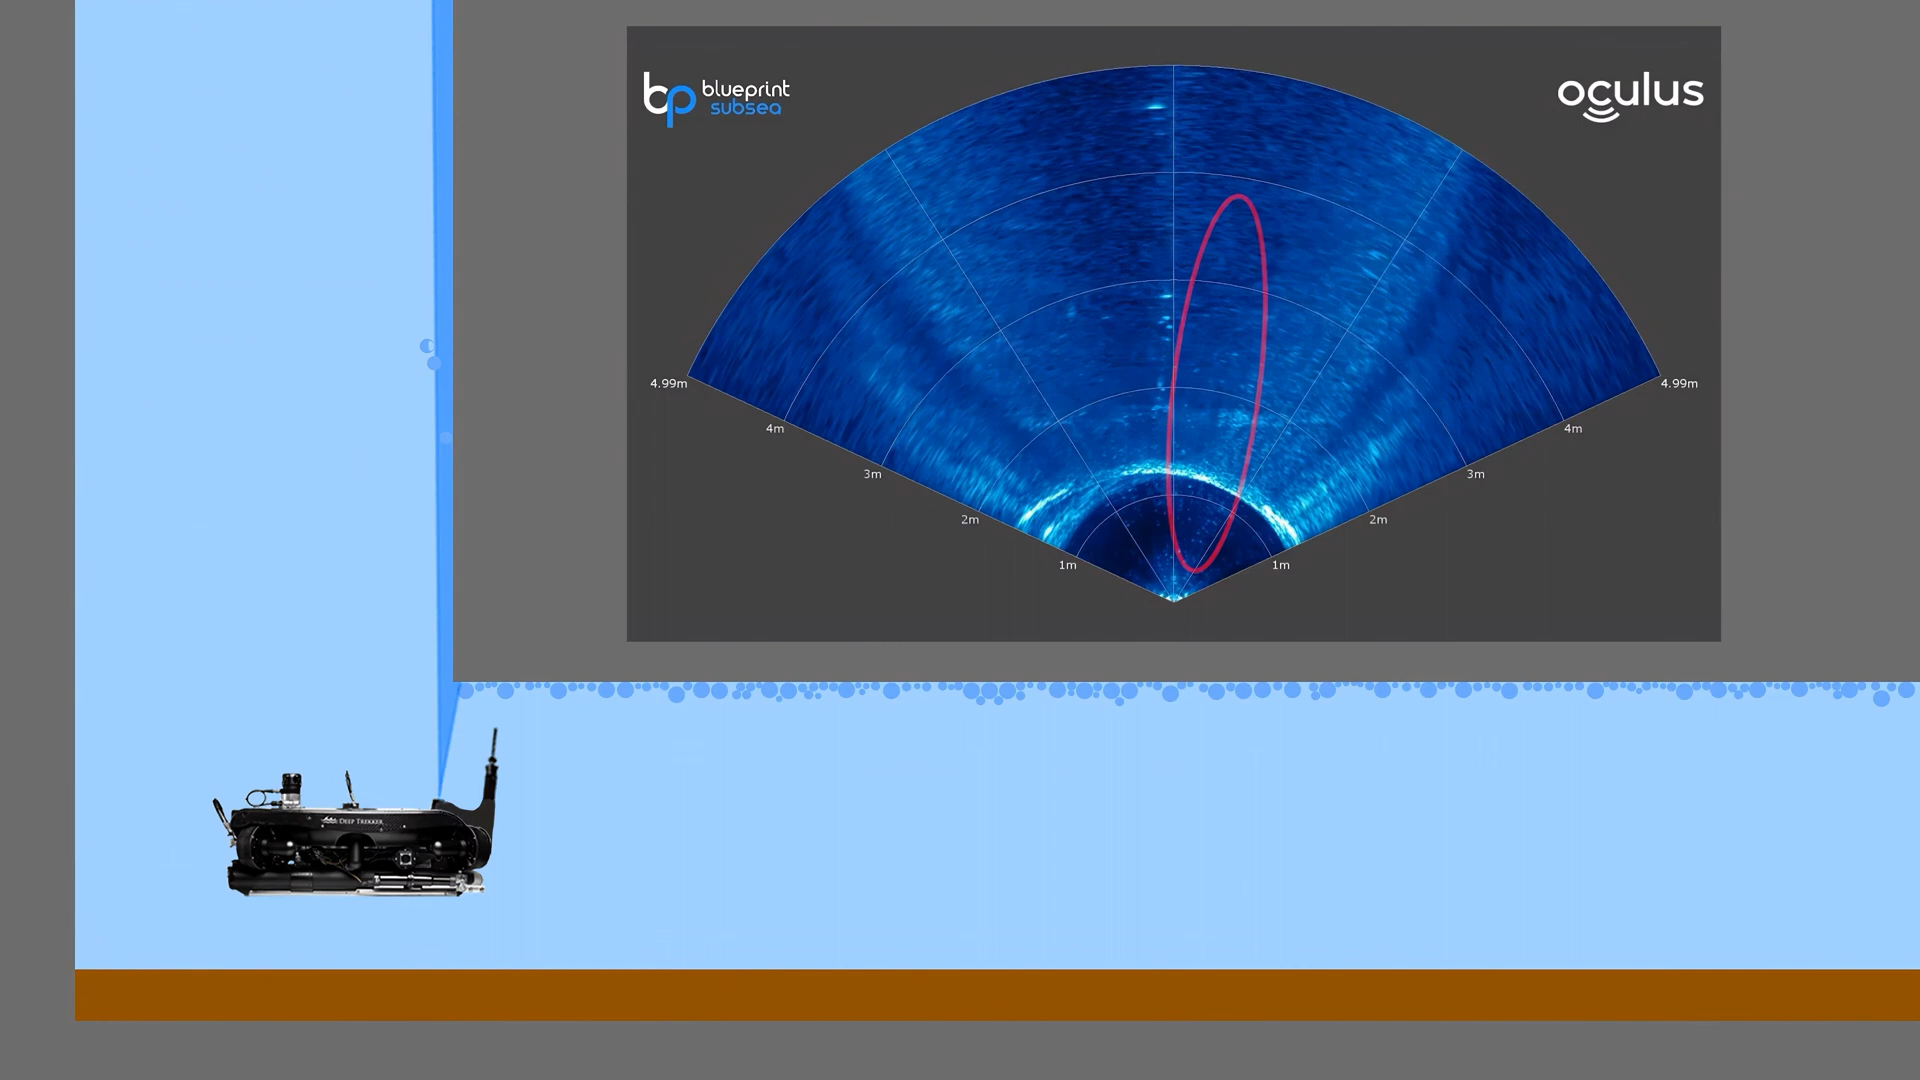 blueprint
subsea
oculus
4.99m
4.99m
4m
4m
3m
3m
2m
2m
1m
1m
DEEP TREKKER